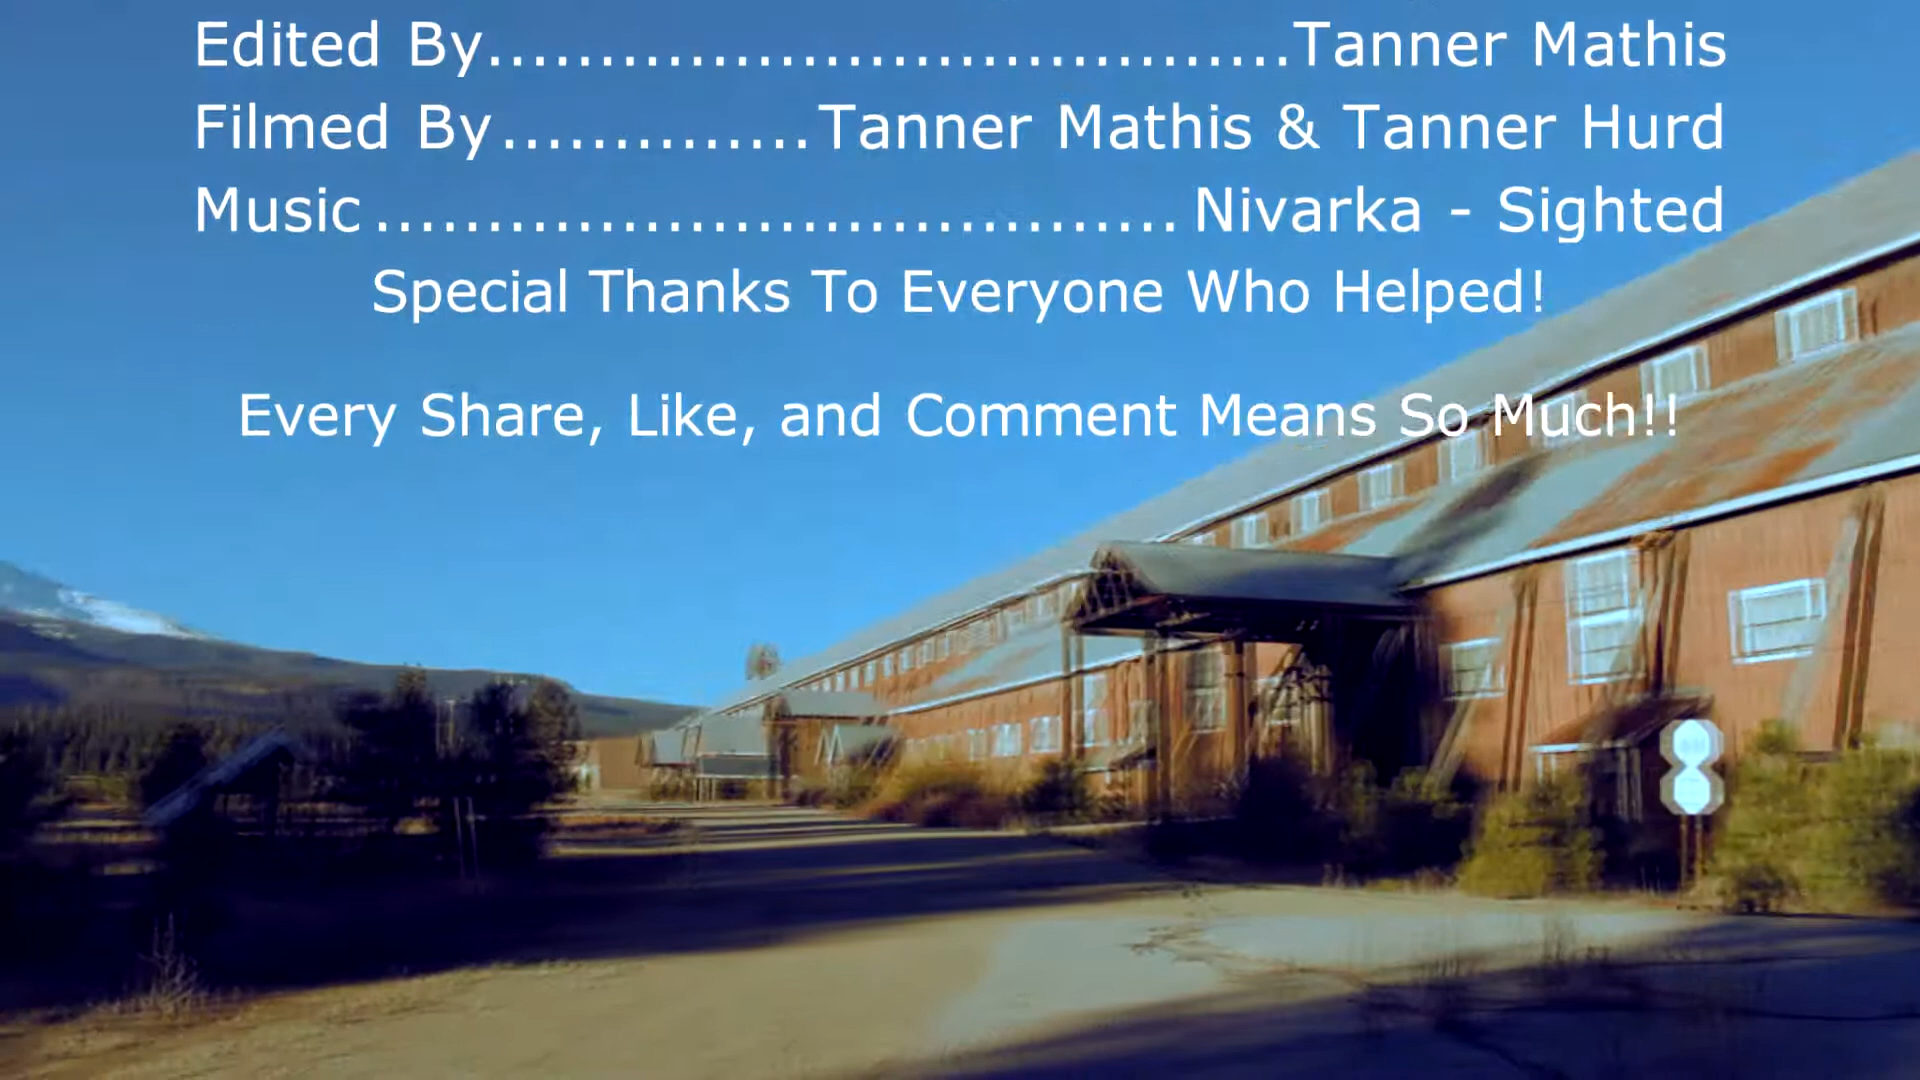 Edited By....................................Tanner Mathis
Filmed By..............Tanner Mathis & Tanner Hurd
Music....................................Nivarka - Sighted
Special Thanks To Everyone Who Helped!
Every Share, Like, and Comment Means So Much!!